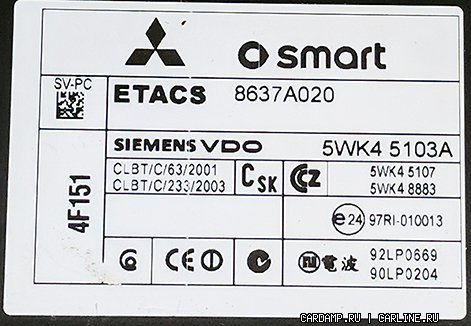 smart
SV-PC
ETACS 8637A020
SIEMENS VDO 5WK4 5103A
CLBT/C/63/2001
CLBT/C/233/2003
CSK
CCZ
5WK4 5107
5WK4 8883
4F151
e24 97RI-010013
CE
電波
92LP0669
90LP0204
CARDAMP.RU | CARLINE.RU